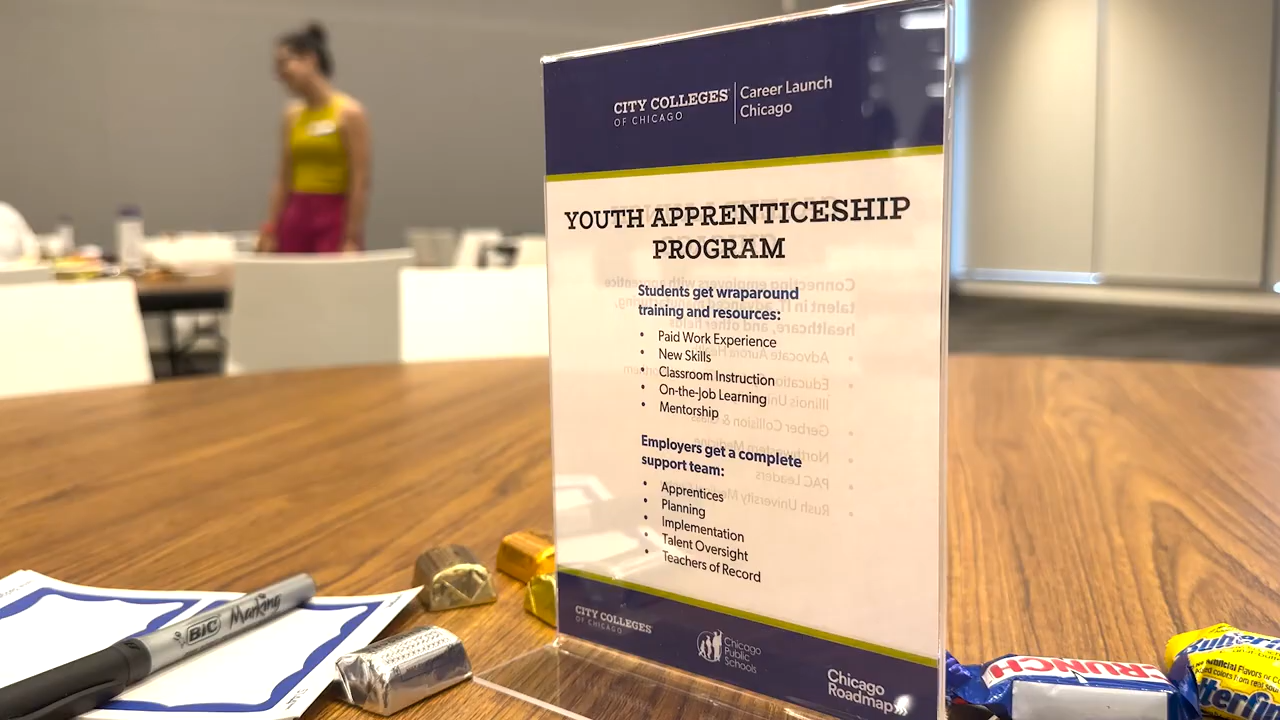 CITY COLLEGES
OF CHICAGO
Career Launch
Chicago
YOUTH APPRENTICESHIP
PROGRAM
Students get wraparound
training and resources:
• Paid Work Experience
• New Skills
• Classroom Instruction
• On-the-Job Learning
• Mentorship
Employers get a complete
support team:
• Apprentices
• Planning
• Implementation
• Talent Oversight
• Teachers of Record
CITY COLLEGES
OF CHICAGO
Chicago
Public
Schools
Chicago
Roadmap
BIC Marking
CRUNCH
Butterfin
terfin